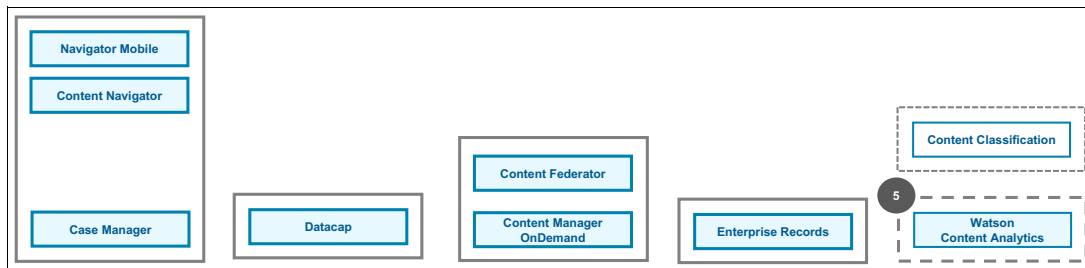 Navigator Mobile
Content Navigator
Case Manager
Datacap
Content Federator
Content Manager
OnDemand
Enterprise Records
Content Classification
5
Watson
Content Analytics